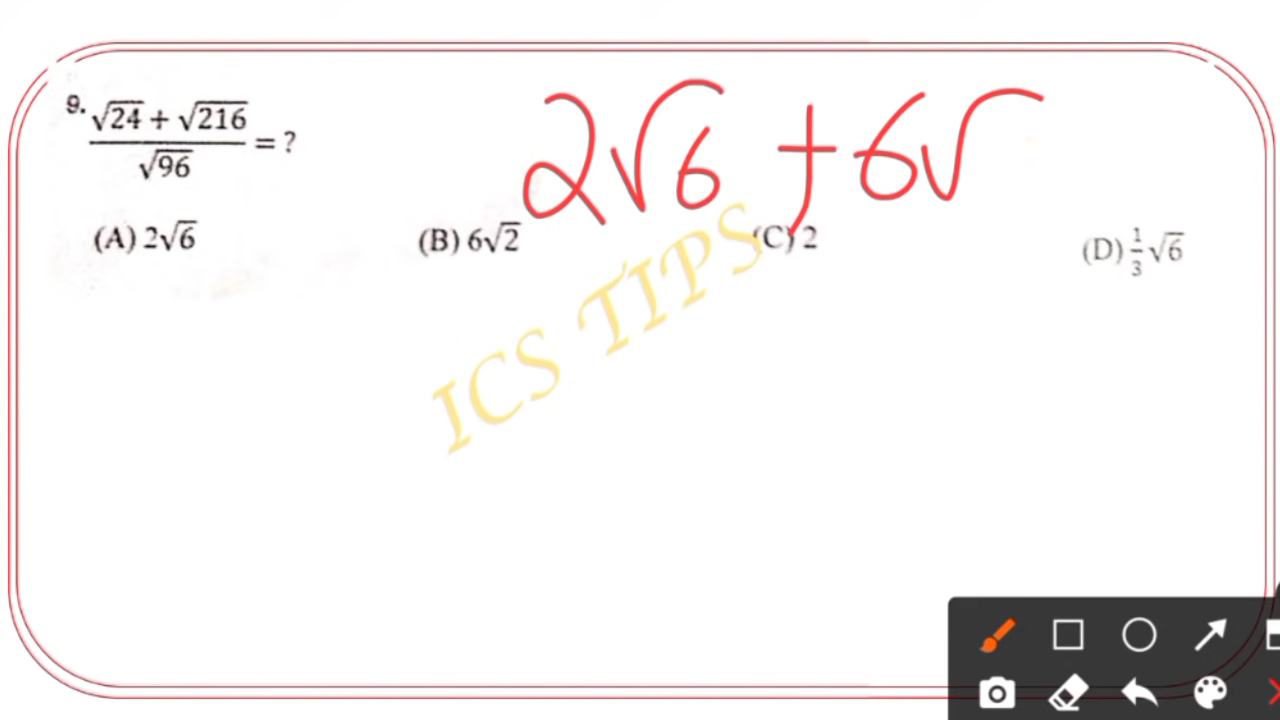 9. (√24 + √216) / √96 = ?
2√6 + 6√
(A) 2√6 (B) 6√2 (C) 2 (D) 1/3 √6
ICS TIPS